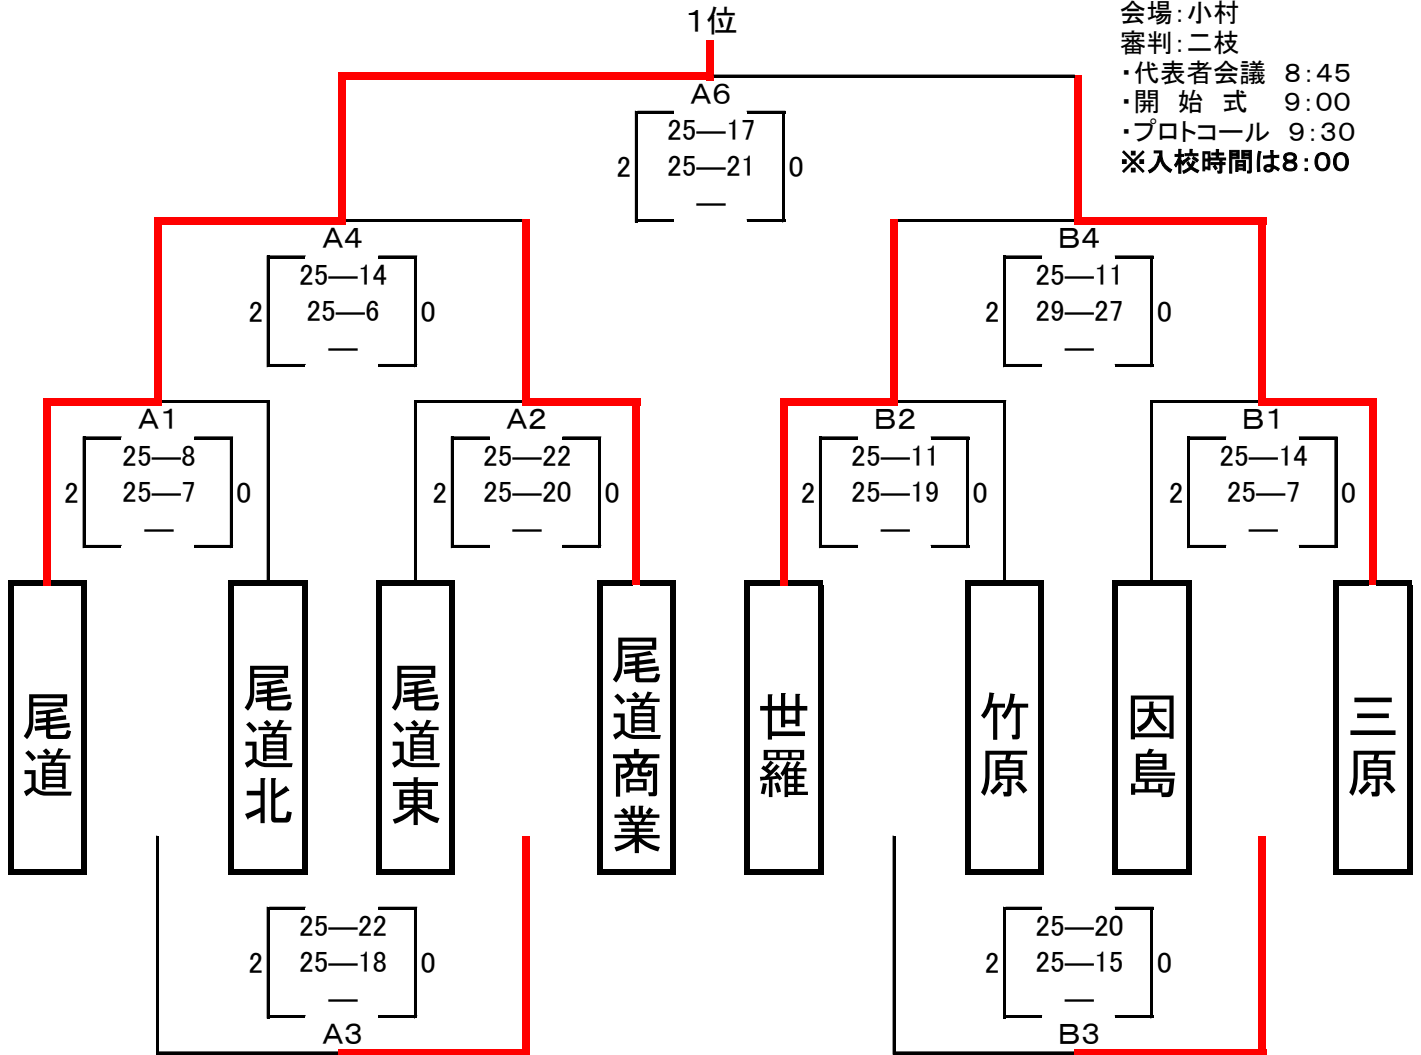 1位
会場:小村
審判:二枝
・代表者会議 8:45
・開 始 式 9:00
・プロトコール 9:30
※入校時間は8:00
A6
25―17
2 25―21 0
―
A4
25―14
2 25―6 0
―
B4
25―11
2 29―27 0
―
A1
25―8
2 25―7 0
―
A2
25―22
2 25―20 0
―
B2
25―11
2 25―19 0
―
B1
25―14
2 25―7 0
―
尾道
尾道北
尾道東
尾道商業
世羅
竹原
因島
三原
25―22
2 25―18 0
―
A3
25―20
2 25―15 0
―
B3